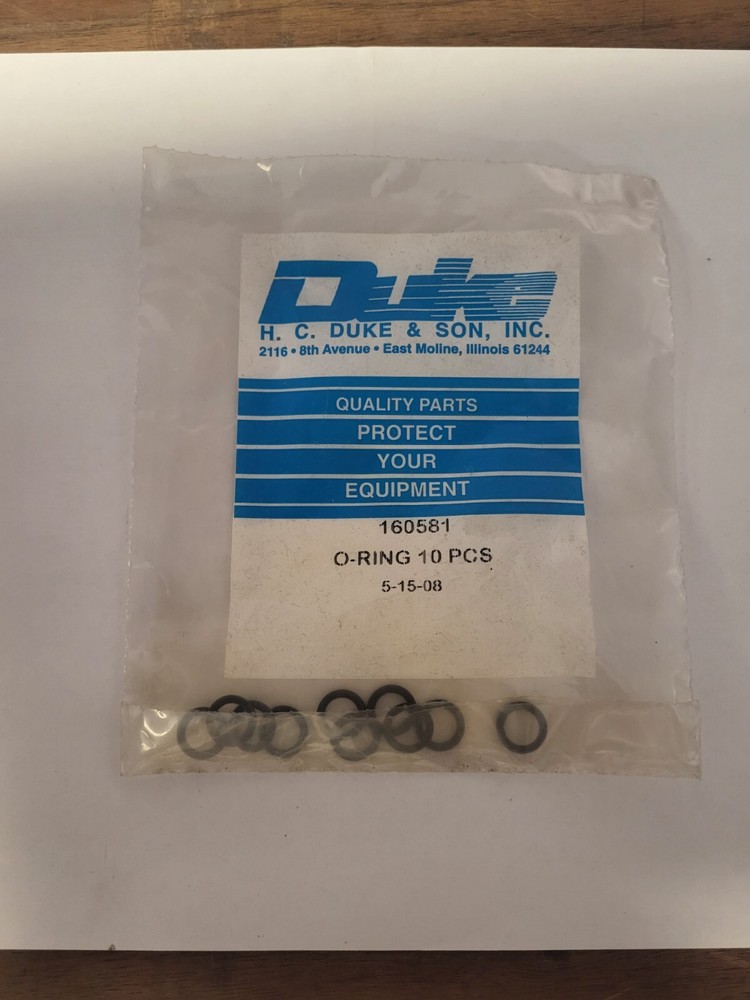 Duke
H. C. DUKE & SON, INC.
2116 • 8th Avenue • East Moline, Illinois 61244
QUALITY PARTS
PROTECT
YOUR
EQUIPMENT
160581
O-RING 10 PCS
5-15-08